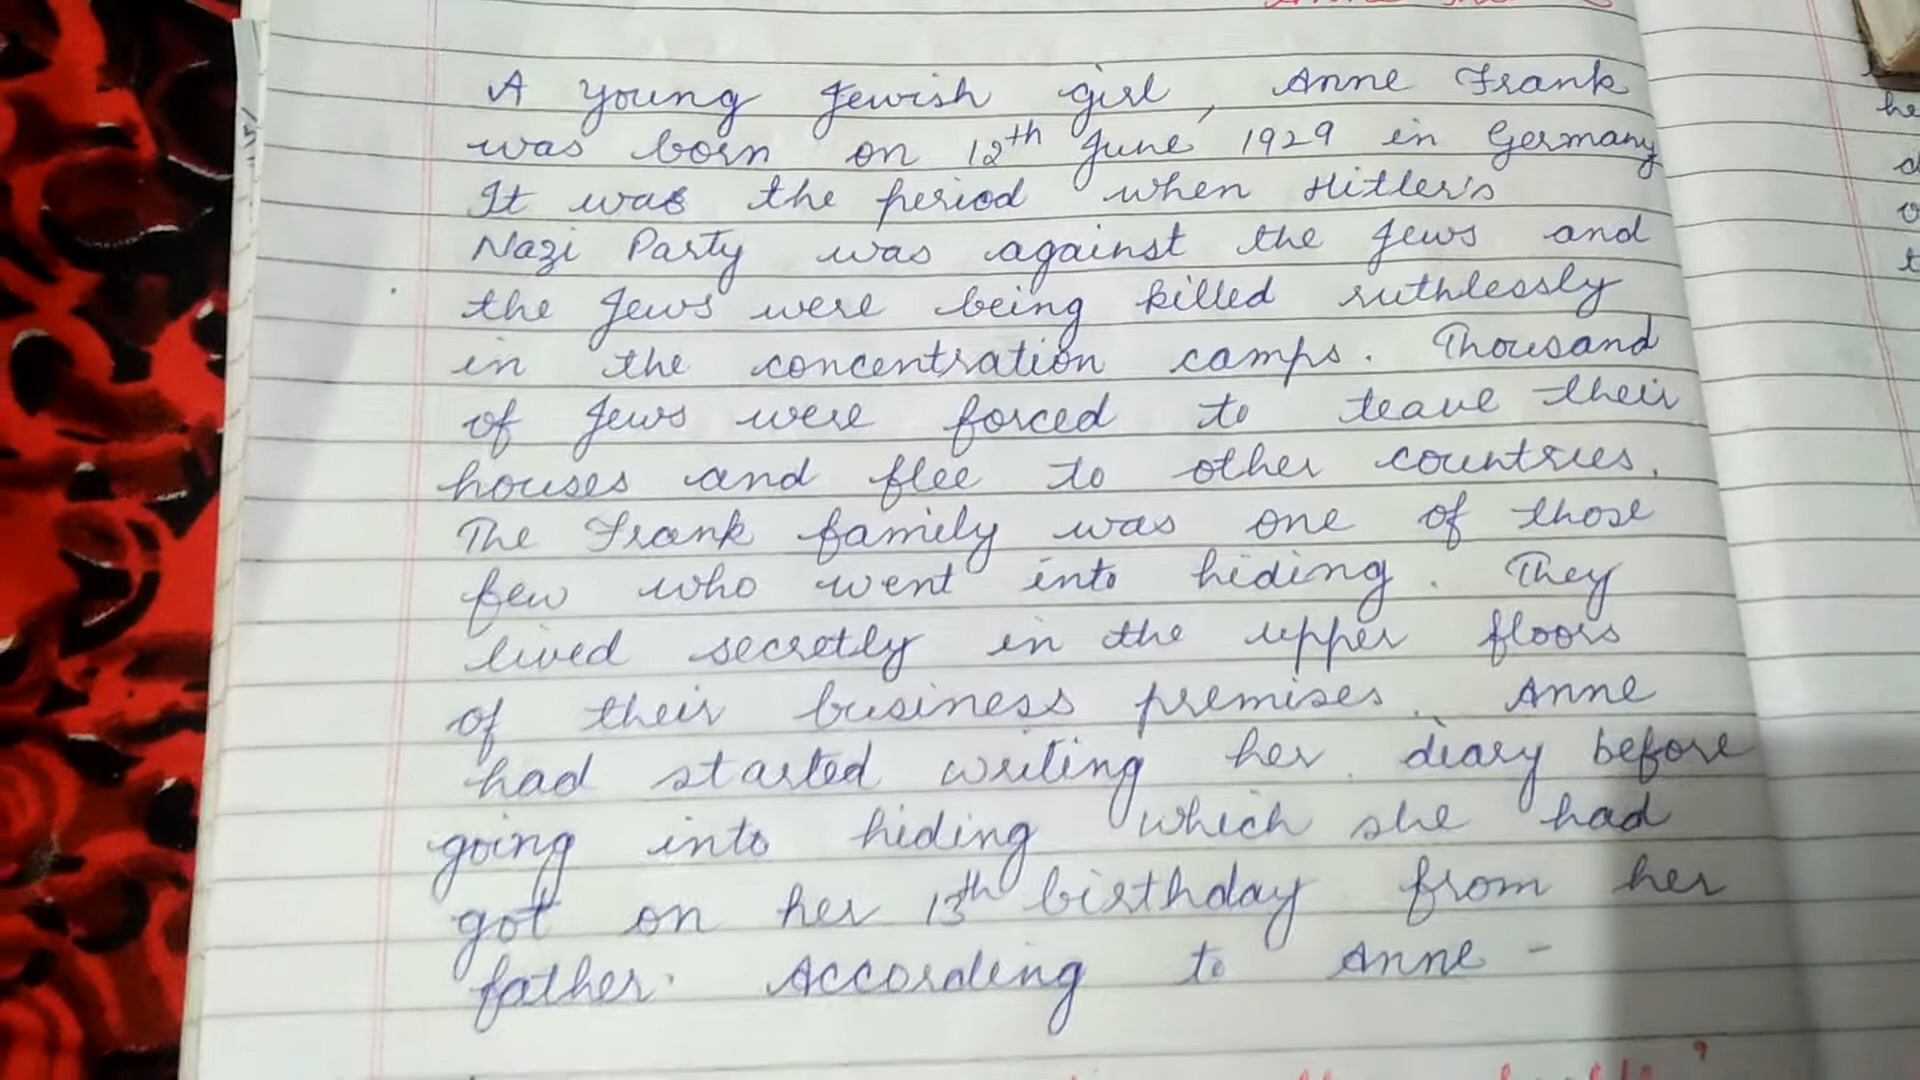 A young Jewish girl, Anne Frank
was born on 12th June, 1929 in Germany
It was the period when Hitler's
Nazi Party was against the Jews and
the Jews were being killed ruthlessly
in the concentration camps. Thousand
of Jews were forced to leave their
houses and flee to other countries.
The Frank family was one of those
few who went into hiding. They
lived secretly in the upper floors
of their business premises. Anne
had started writing her diary before
going into hiding which she had
got on her 13th birthday from her
father. According to Anne -